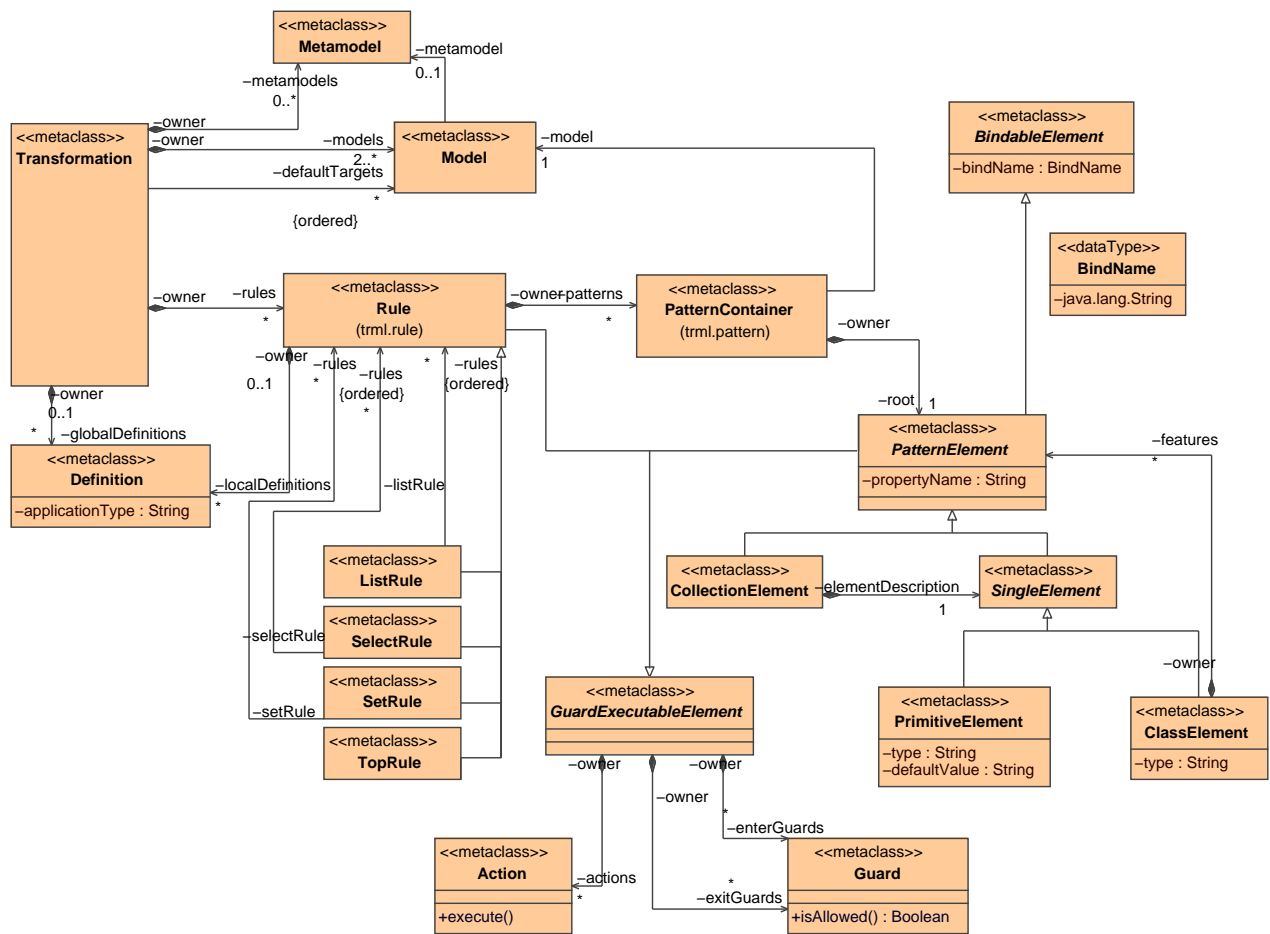 <<metaclass>>
Metamodel
–metamodel
0..1
–metamodels
0..*
–owner
<<metaclass>>
Transformation
–owner
–models
2..*
–defaultTargets
*
{ordered}
<<metaclass>>
Model
–model
1
<<metaclass>>
BindableElement
–bindName : BindName
<<dataType>>
BindName
–java.lang.String
–owner
–rules
*
<<metaclass>>
Rule
(trml.rule)
–owner
–patterns
*
<<metaclass>>
PatternContainer
(trml.pattern)
–owner
–root
1
–owner
0..1
–rules
*
–rules
{ordered}
*
*
–rules
{ordered}
–owner
0..1
*
–globalDefinitions
<<metaclass>>
Definition
–applicationType : String
–localDefinitions
*
–listRule
<<metaclass>>
PatternElement
–propertyName : String
–features
*
<<metaclass>>
ListRule
<<metaclass>>
SelectRule
–selectRule
<<metaclass>>
SetRule
–setRule
<<metaclass>>
TopRule
<<metaclass>>
CollectionElement
–elementDescription
1
<<metaclass>>
SingleElement
–owner
<<metaclass>>
GuardExecutableElement
<<metaclass>>
PrimitiveElement
–type : String
–defaultValue : String
<<metaclass>>
ClassElement
–type : String
–owner
–owner
–owner
*
–enterGuards
–actions
*
*
–exitGuards
<<metaclass>>
Action
+execute()
<<metaclass>>
Guard
+isAllowed() : Boolean